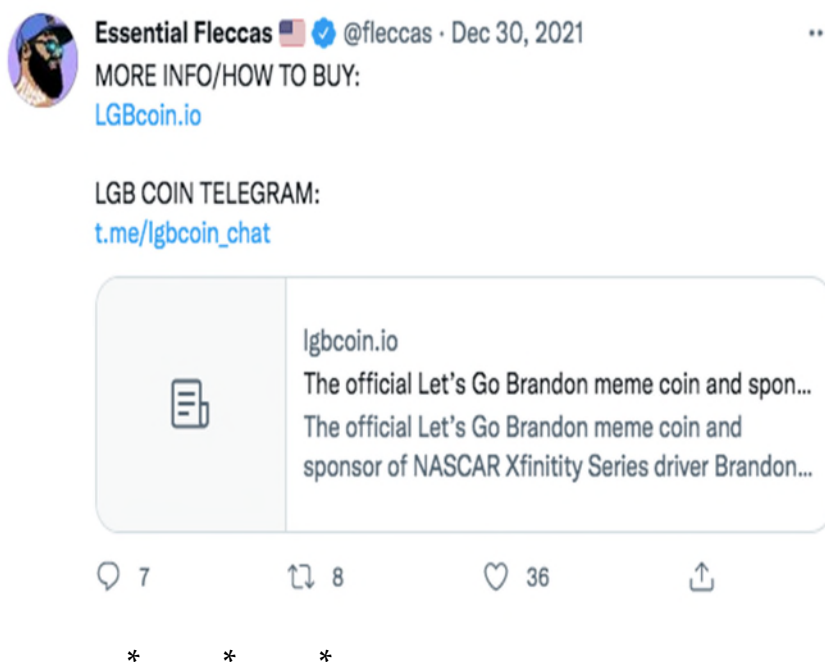 Essential Fleccas @fleccas · Dec 30, 2021
MORE INFO/HOW TO BUY:
LGBcoin.io
LGB COIN TELEGRAM:
t.me/lgbcoin_chat
lgbcoin.io
The official Let's Go Brandon meme coin and spon...
The official Let's Go Brandon meme coin and
sponsor of NASCAR Xfinitity Series driver Brandon...
7 8 36
* * *